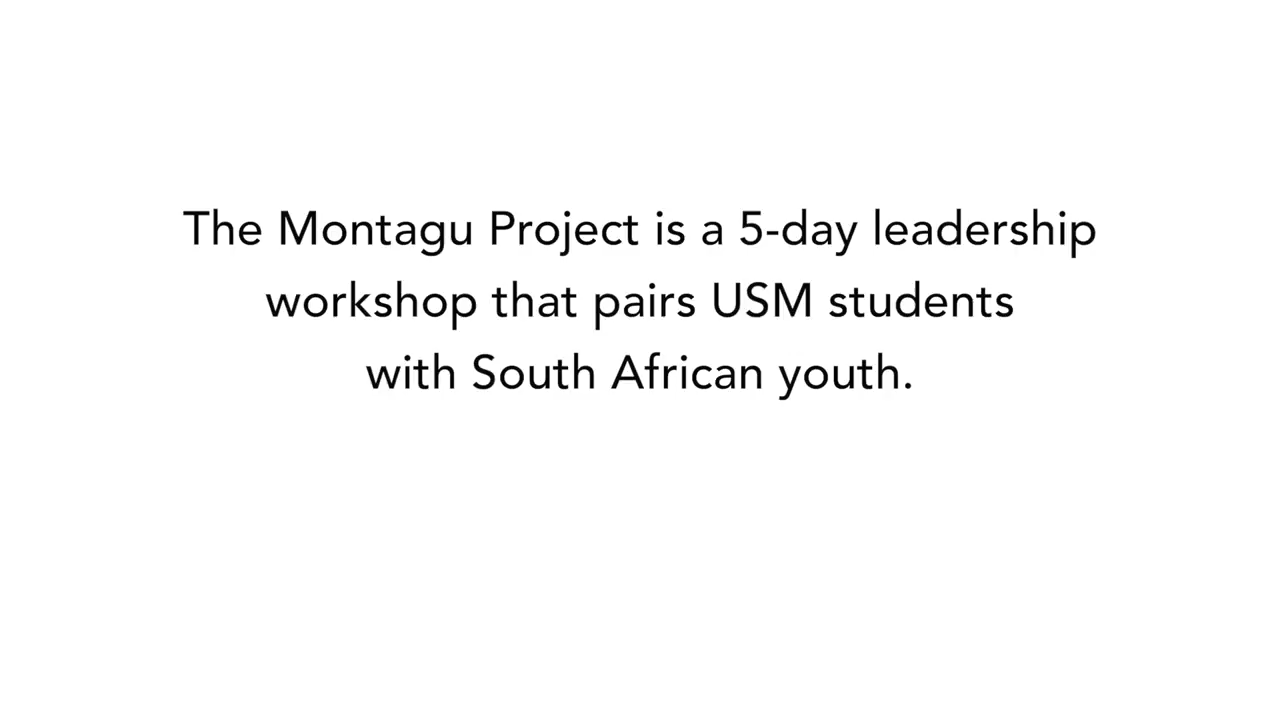 The Montagu Project is a 5-day leadership
workshop that pairs USM students
with South African youth.